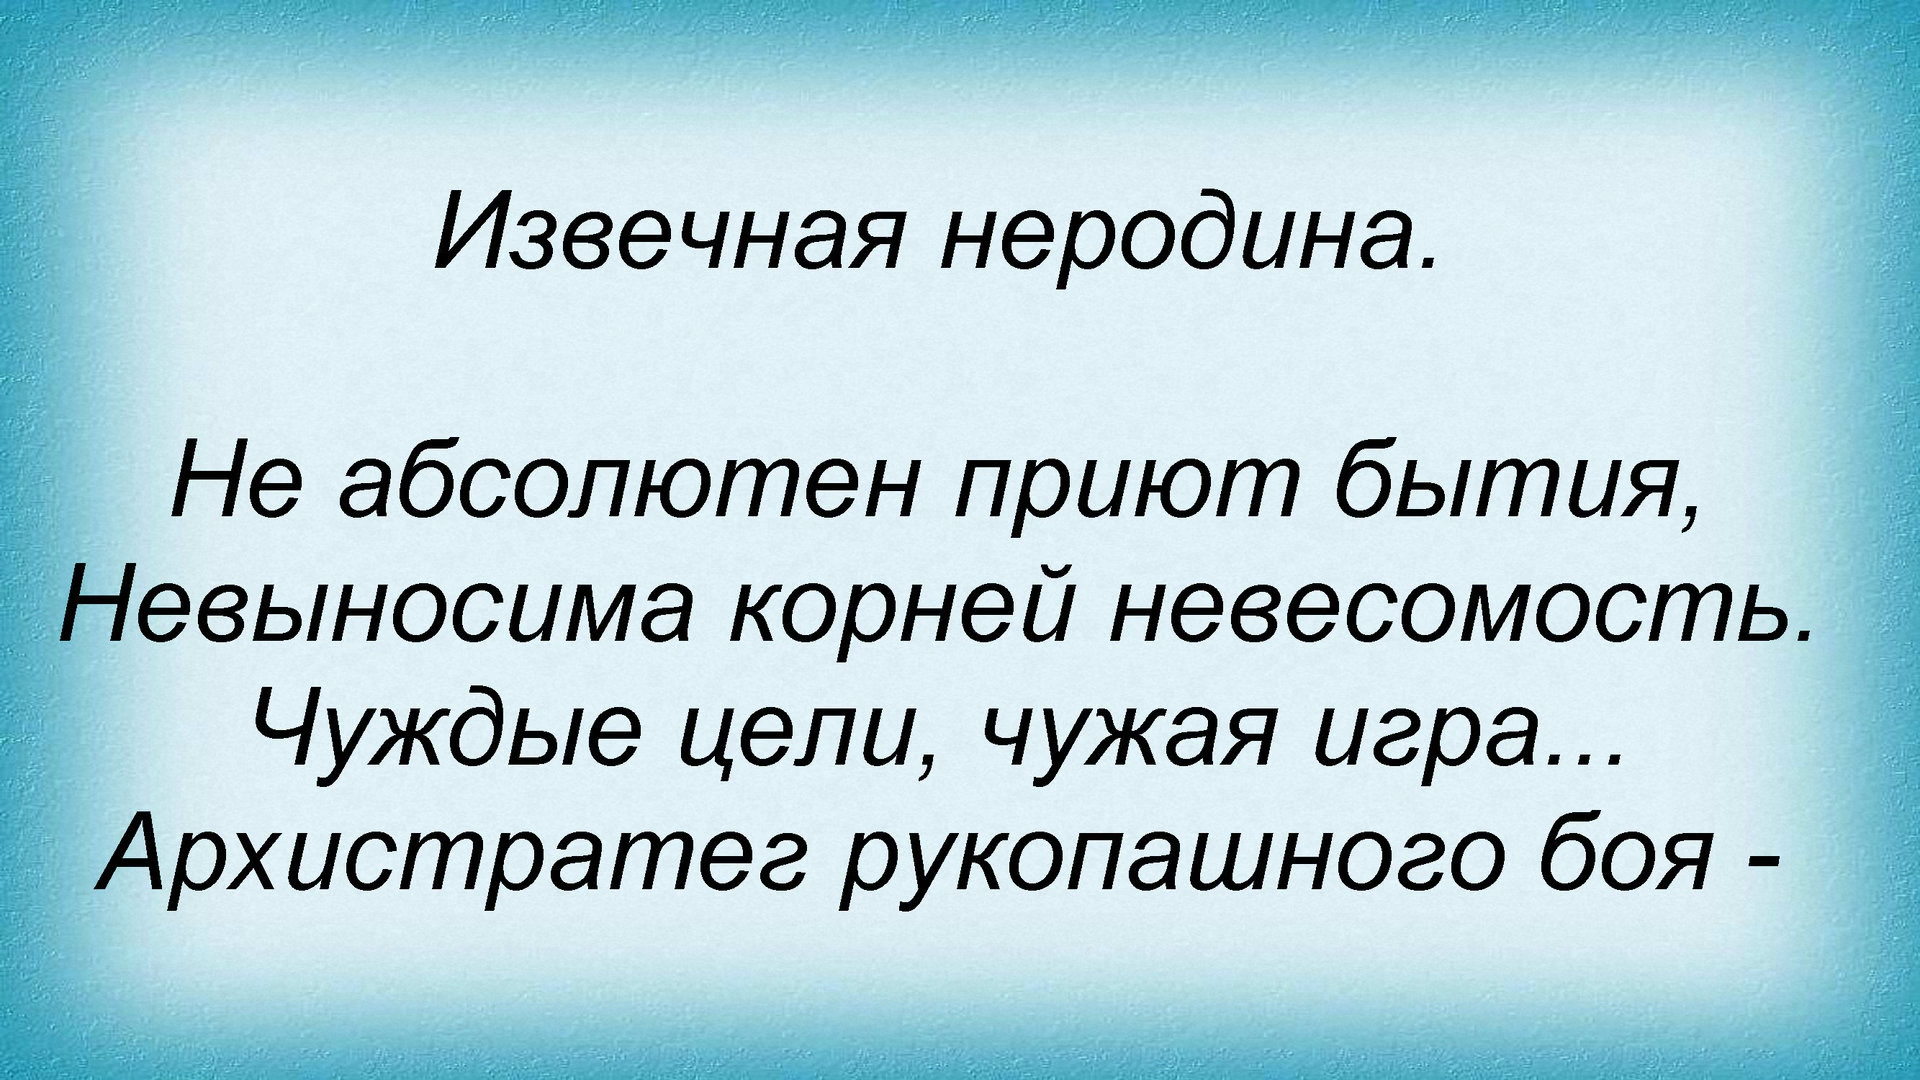 Извечная неродина.
Не абсолютен приют бытия,
Невыносима корней невесомость.
Чуждые цели, чужая игра...
Архистратег рукопашного боя -